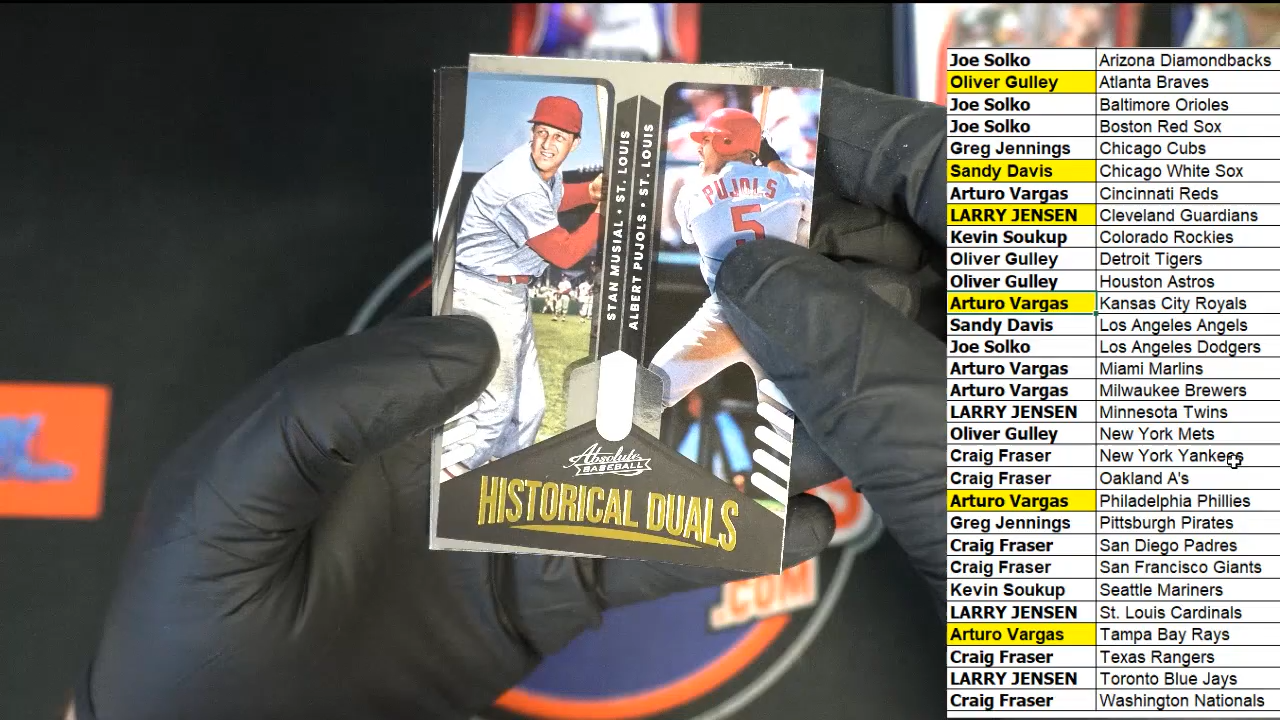 STAN MUSIAL • ST. LOUIS
ALBERT PUJOLS • ST. LOUIS
PUJOLS
5
Absolute
BASEBALL
HISTORICAL DUALS
.COM
Joe Solko Arizona Diamondbacks
Oliver Gulley Atlanta Braves
Joe Solko Baltimore Orioles
Joe Solko Boston Red Sox
Greg Jennings Chicago Cubs
Sandy Davis Chicago White Sox
Arturo Vargas Cincinnati Reds
LARRY JENSEN Cleveland Guardians
Kevin Soukup Colorado Rockies
Oliver Gulley Detroit Tigers
Oliver Gulley Houston Astros
Arturo Vargas Kansas City Royals
Sandy Davis Los Angeles Angels
Joe Solko Los Angeles Dodgers
Arturo Vargas Miami Marlins
Arturo Vargas Milwaukee Brewers
LARRY JENSEN Minnesota Twins
Oliver Gulley New York Mets
Craig Fraser New York Yankees
Craig Fraser Oakland A's
Arturo Vargas Philadelphia Phillies
Greg Jennings Pittsburgh Pirates
Craig Fraser San Diego Padres
Craig Fraser San Francisco Giants
Kevin Soukup Seattle Mariners
LARRY JENSEN St. Louis Cardinals
Arturo Vargas Tampa Bay Rays
Craig Fraser Texas Rangers
LARRY JENSEN Toronto Blue Jays
Craig Fraser Washington Nationals